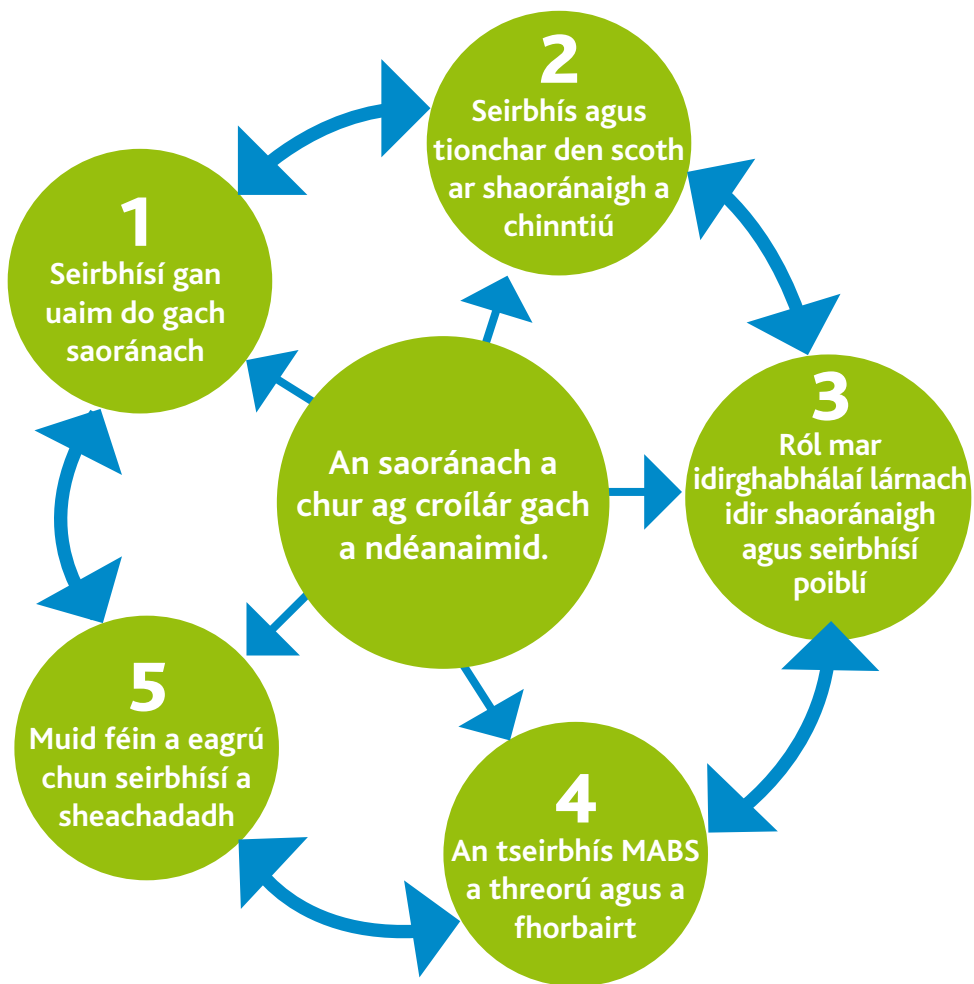 1
Seirbhísí gan
uaim do gach
saoránach
2
Seirbhís agus
tionchar den scoth
ar shaoránaigh a
chinntiú
3
Ról mar
idirghabhálaí lárnach
idir shaoránaigh
agus seirbhísí
poiblí
An saoránach a
chur ag croílár gach
a ndéanaimid.
4
An tseirbhís MABS
a threorú agus a
fhorbairt
5
Muid féin a eagrú
chun seirbhísí a
sheachadadh